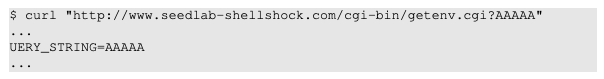 $ curl "http://www.seedlab-shellshock.com/cgi-bin/getenv.cgi?AAAAA"
...
UERY_STRING=AAAAA
...